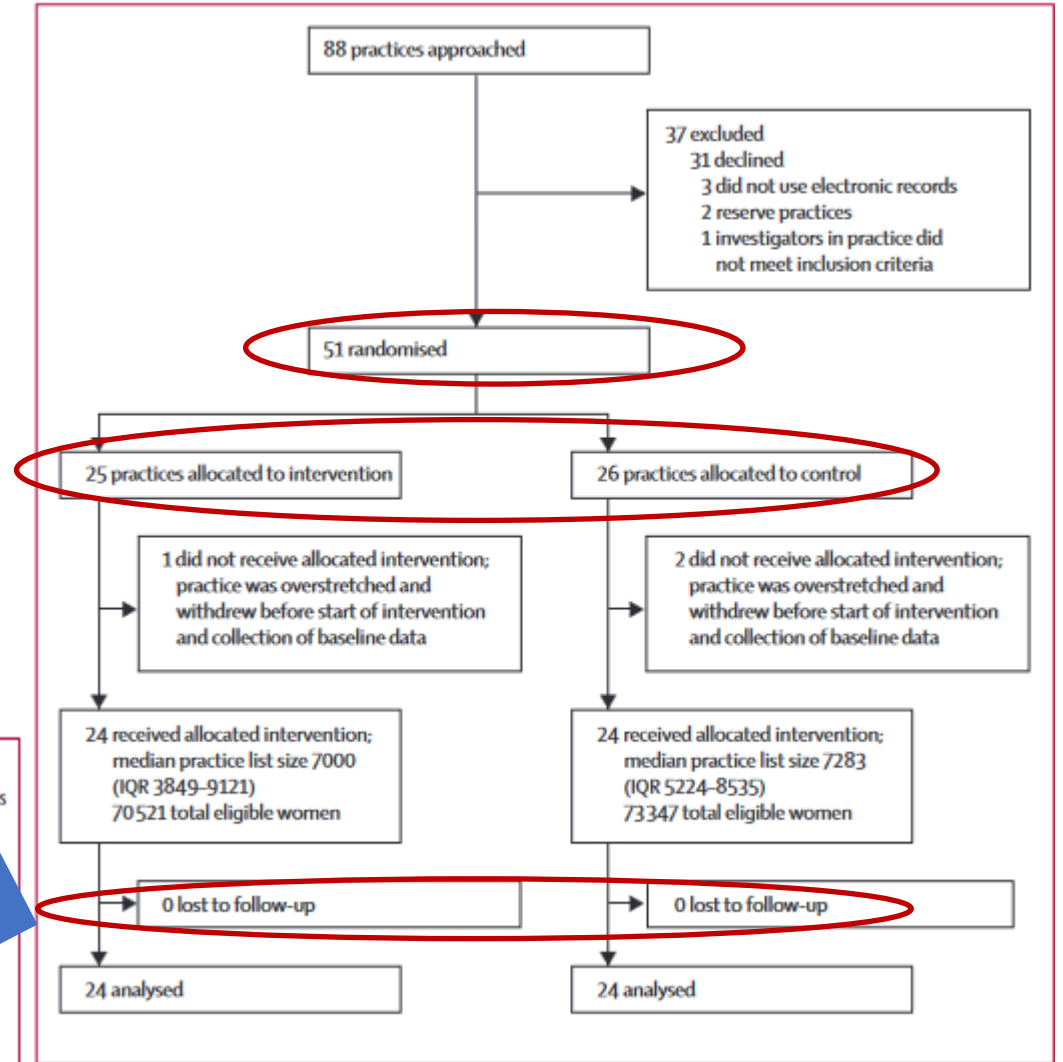 88 practices approached
37 excluded
31 declined
3 did not use electronic records
2 reserve practices
1 investigators in practice did
not meet inclusion criteria
51 randomised
25 practices allocated to intervention
26 practices allocated to control
1 did not receive allocated intervention;
practice was overstretched and
withdrew before start of intervention
and collection of baseline data
2 did not receive allocated intervention;
practice was overstretched and
withdrew before start of intervention
and collection of baseline data
24 received allocated intervention;
median practice list size 7000
(IQR 3849–9121)
70521 total eligible women
24 received allocated intervention;
median practice list size 7283
(IQR 5224–8535)
73347 total eligible women
s
0 lost to follow-up
0 lost to follow-up
24 analysed
24 analysed